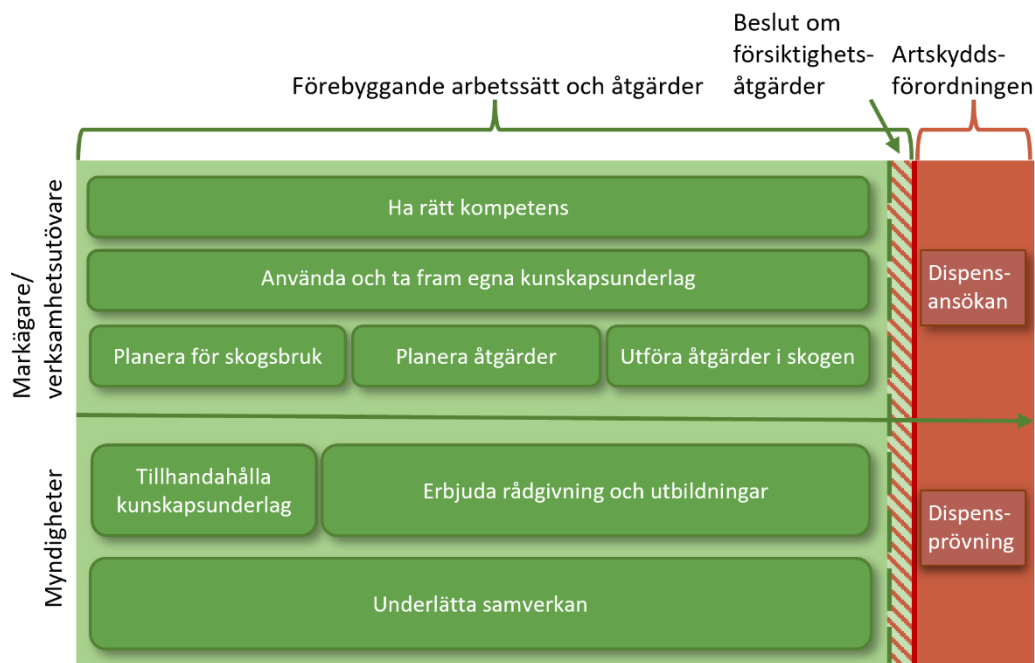 Förebyggande arbetssätt och åtgärder
Beslut om
försiktighets-
åtgärder
Artskydds-
förordningen
Markägare/
verksamhetsutövare
Ha rätt kompetens
Använda och ta fram egna kunskapsunderlag
Planera för skogsbruk
Planera åtgärder
Utföra åtgärder i skogen
Dispens-
ansökan
Myndigheter
Tillhandahålla
kunskapsunderlag
Erbjuda rådgivning och utbildningar
Underlätta samverkan
Dispens-
prövning